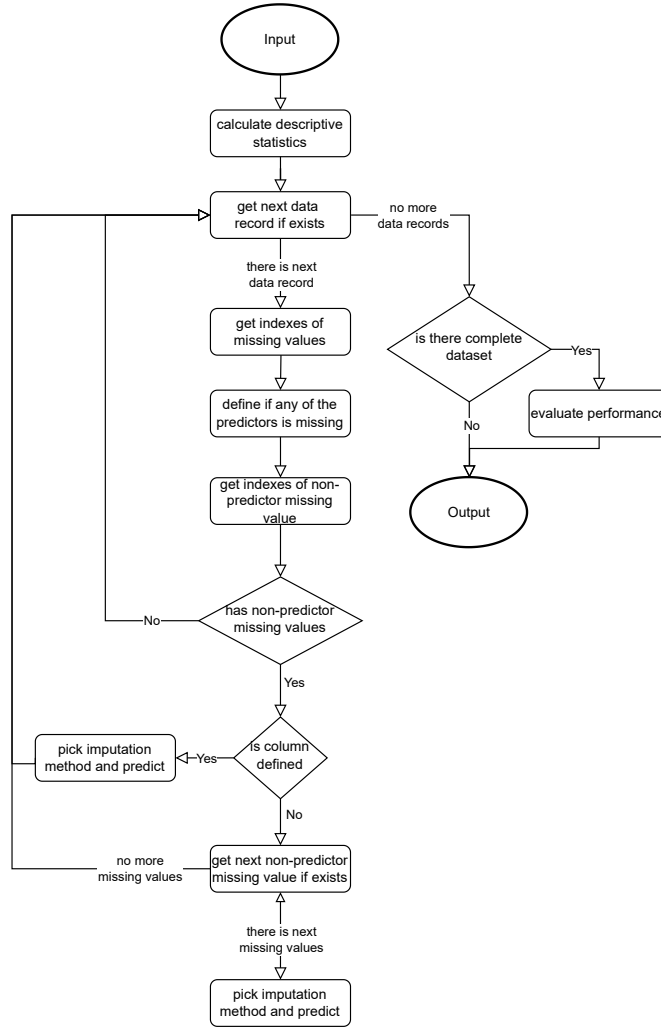 Input
calculate descriptive
statistics
get next data
record if exists
no more
data records
there is next
data record
get indexes of
missing values
is there complete
dataset
Yes
define if any of the
predictors is missing
evaluate performance
No
get indexes of non-
predictor missing
value
Output
has non-predictor
missing values
No
Yes
is column
defined
Yes
pick imputation
method and predict
No
get next non-predictor
missing value if exists
no more
missing values
there is next
missing values
pick imputation
method and predict